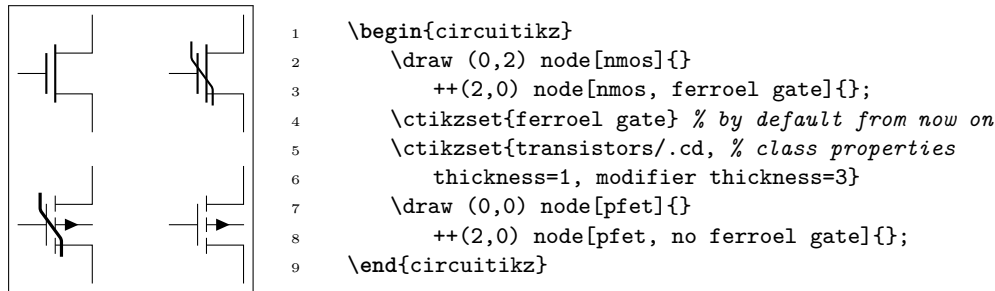 1 \begin{circuitikz}
2 \draw (0,2) node[nmos]{}
3 ++(2,0) node[nmos, ferroel gate]{};
4 \ctikzset{ferroel gate} % by default from now on
5 \ctikzset{transistors/.cd, % class properties
6 thickness=1, modifier thickness=3}
7 \draw (0,0) node[pfet]{}
8 ++(2,0) node[pfet, no ferroel gate]{};
9 \end{circuitikz}